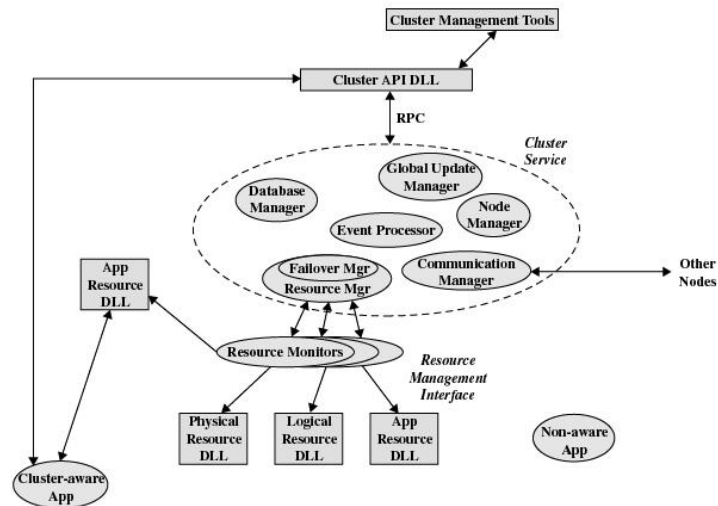 Cluster Management Tools
Cluster API DLL
RPC
Cluster
Service
Global Update
Manager
Database
Manager
Node
Manager
Event Processor
Failover Mgr
Resource Mgr
Communication
Manager
Other
Nodes
App
Resource
DLL
Resource Monitors
Resource
Management
Interface
Physical
Resource
DLL
Logical
Resource
DLL
App
Resource
DLL
Non-aware
App
Cluster-aware
App